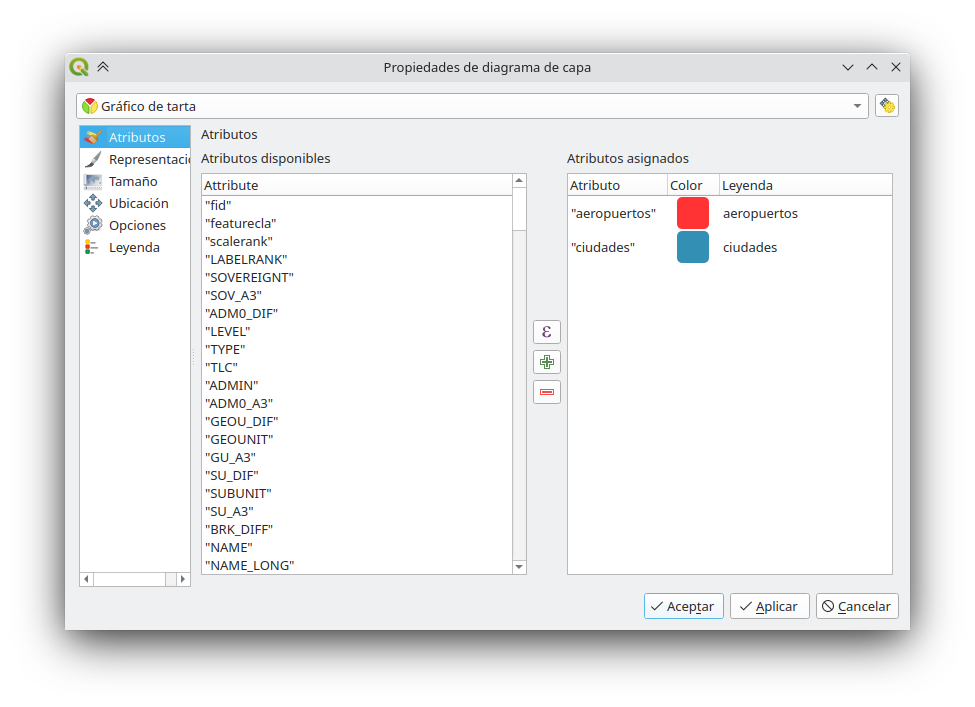 Propiedades de diagrama de capa
Gráfico de tarta
Atributos
Representació
Tamaño
Ubicación
Opciones
Leyenda
Atributos
Atributos disponibles
Attribute
"fid"
"featurecla"
"scalerank"
"LABELRANK"
"SOVEREIGNT"
"SOV_A3"
"ADM0_DIF"
"LEVEL"
"TYPE"
"TLC"
"ADMIN"
"ADM0_A3"
"GEOU_DIF"
"GEOUNIT"
"GU_A3"
"SU_DIF"
"SUBUNIT"
"SU_A3"
"BRK_DIFF"
"NAME"
"NAME_LONG"
ε
Atributos asignados
Atributo Color Leyenda
"aeropuertos" aeropuertos
"ciudades" ciudades
Aceptar Aplicar Cancelar